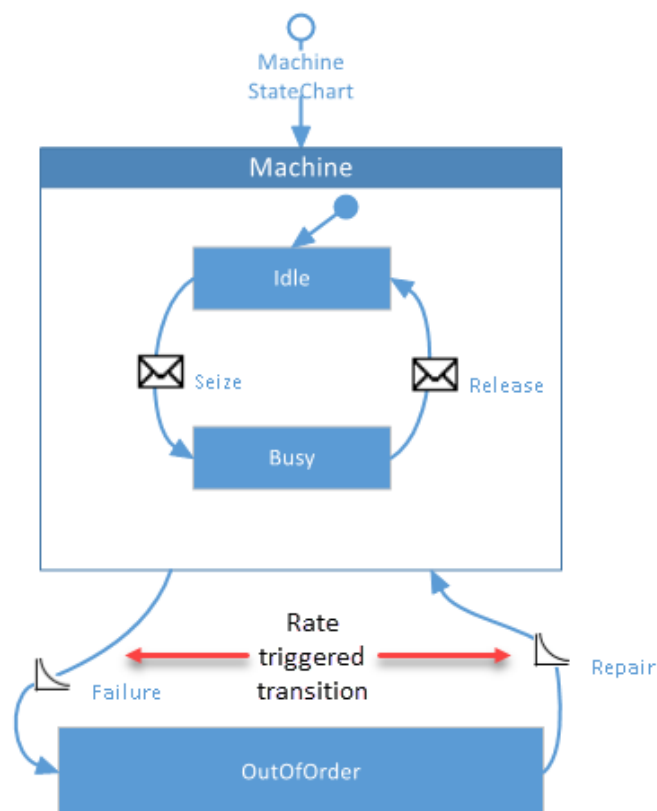 Machine
StateChart
Machine
Idle
Seize
Release
Busy
Rate
triggered
transition
Failure
Repair
OutOfOrder